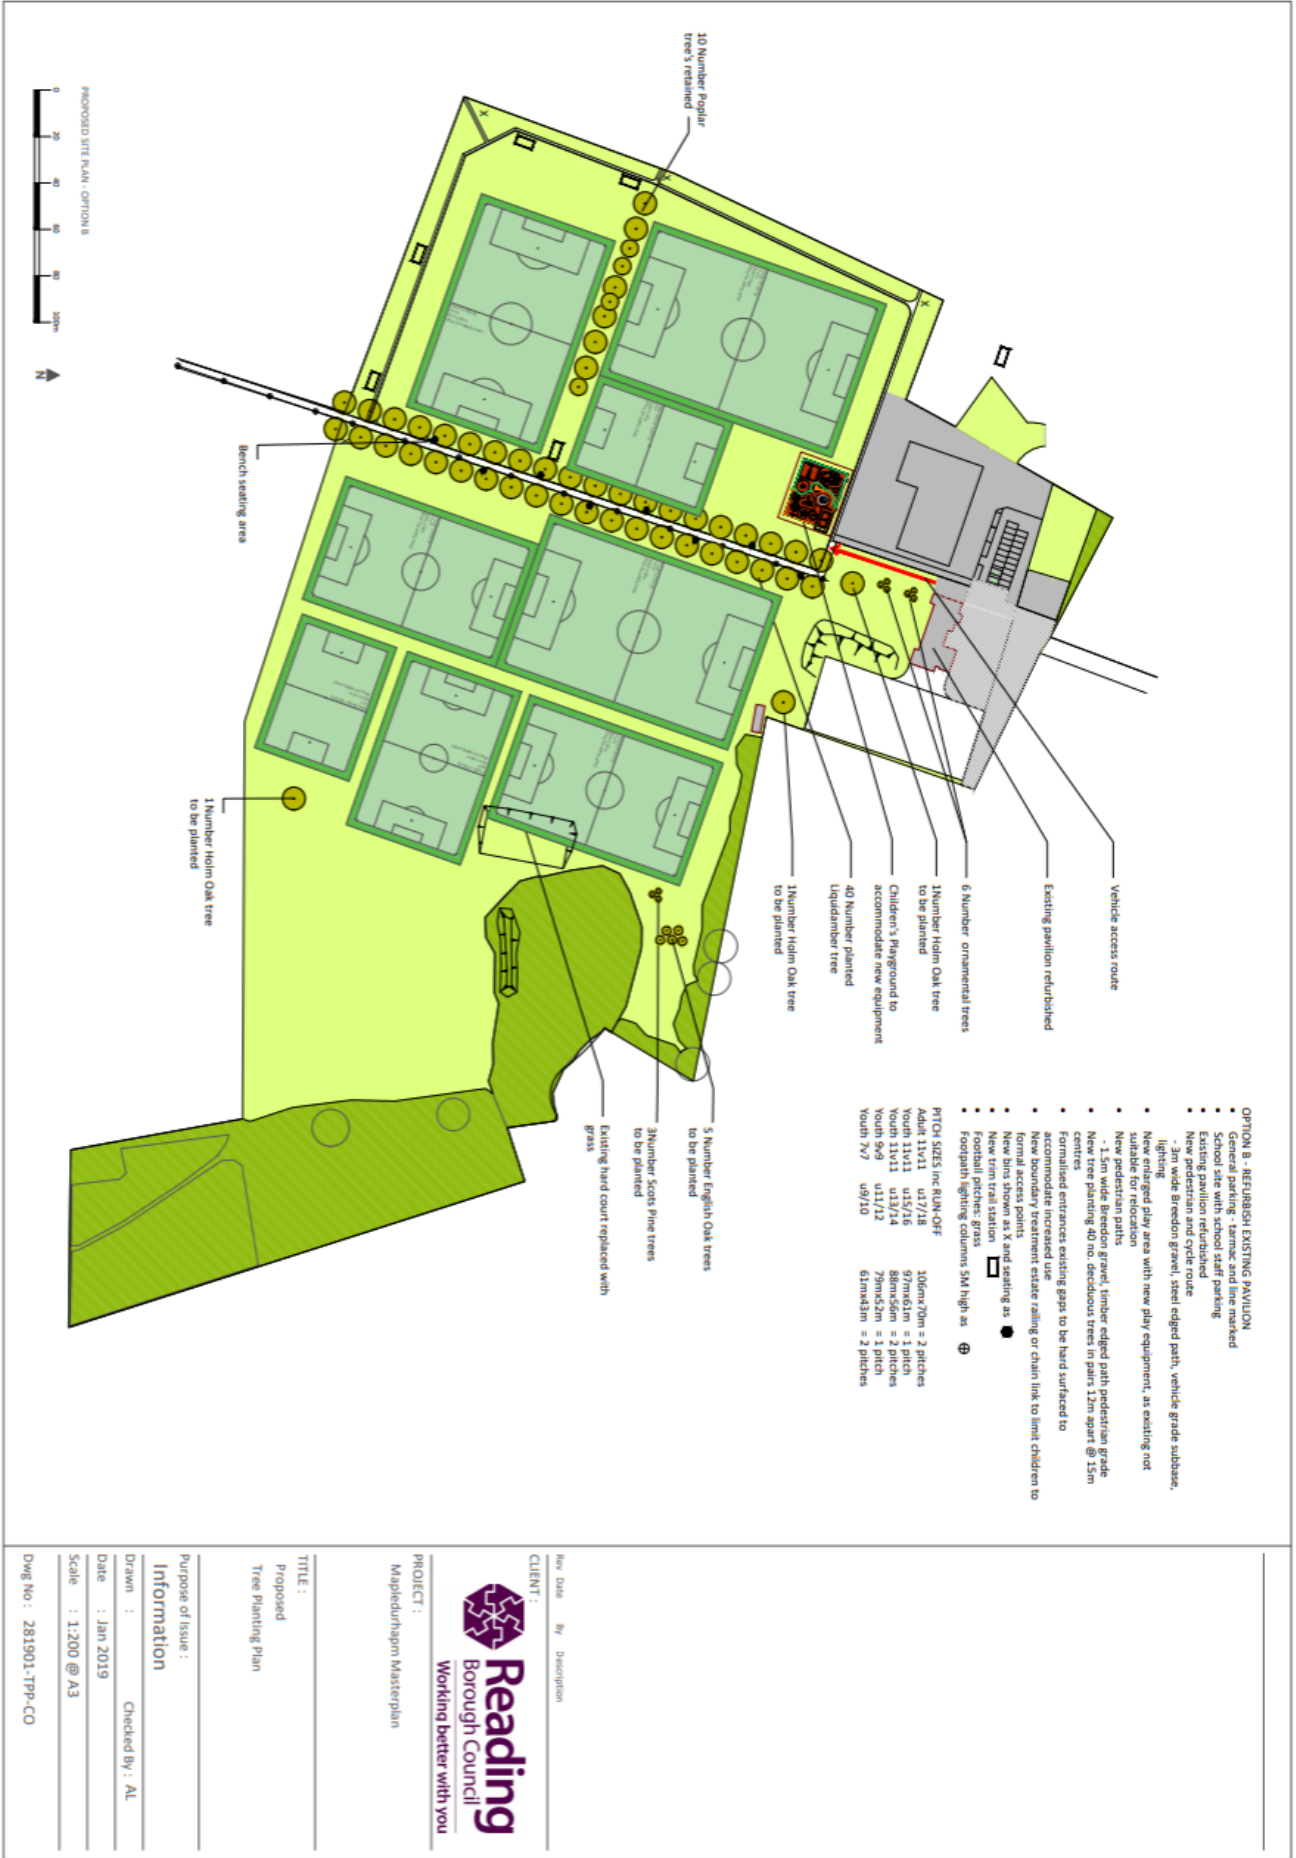 OPTION B - REFURBISH EXISTING PAVILION
• General parking - tarmac and line marked
• School site with school staff parking
• Existing pavilion refurbished
• New pedestrian and cycle route
- 3m wide Breedon gravel, steel edged path, vehicle grade subbase,
lighting
• New enlarged play area with new play equipment, as existing not
suitable for relocation
• New pedestrian paths
- 1.5m wide Breedon gravel, timber edged path pedestrian grade
• New tree planting 40 no. deciduous trees in pairs 12m apart @ 15m
centres
• Formalised entrances existing gaps to be hard surfaced to
accommodate increased use
• New boundary treatment estate railing or chain link to limit children to
formal access points
• New bins shown as X and seating as
• New trim trail station
• Football pitches: grass
• Footpath lighting columns 5M high as
PITCH SIZES inc RUN-OFF
Adult 11v11 u17/18 106mx70m = 2 pitches
Youth 11v11 u15/16 97mx61m = 1 pitch
Youth 11v11 u13/14 88mx56m = 2 pitches
Youth 9v9 u11/12 79mx52m = 1 pitch
Youth 7v7 u9/10 61mx43m = 2 pitches
Vehicle access route
Existing pavilion refurbished
6 Number ornamental trees
1Number Holm Oak tree
to be planted
Children's Playground to
accommodate new equipment
40 Number planted
Liquidamber tree
1Number Holm Oak tree
to be planted
5 Number English Oak trees
to be planted
3Number Scots Pine trees
to be planted
Existing hard court replaced with
grass
10 Number Poplar
tree's retained
X
X
X
Bench seating area
1 Number Holm Oak tree
to be planted
PROPOSED SITE PLAN - OPTION B
0 20 40 60 80 100m
N
Rev Date By Description
CLIENT :
Reading
Borough Council
Working better with you
PROJECT :
Mapledurhapm Masterplan
TITLE :
Proposed
Tree Planting Plan
Purpose of Issue :
Information
Drawn : Checked By : AL
Date : Jan 2019
Scale : 1:200 @ A3
Dwg No : 281901-TPP-CO